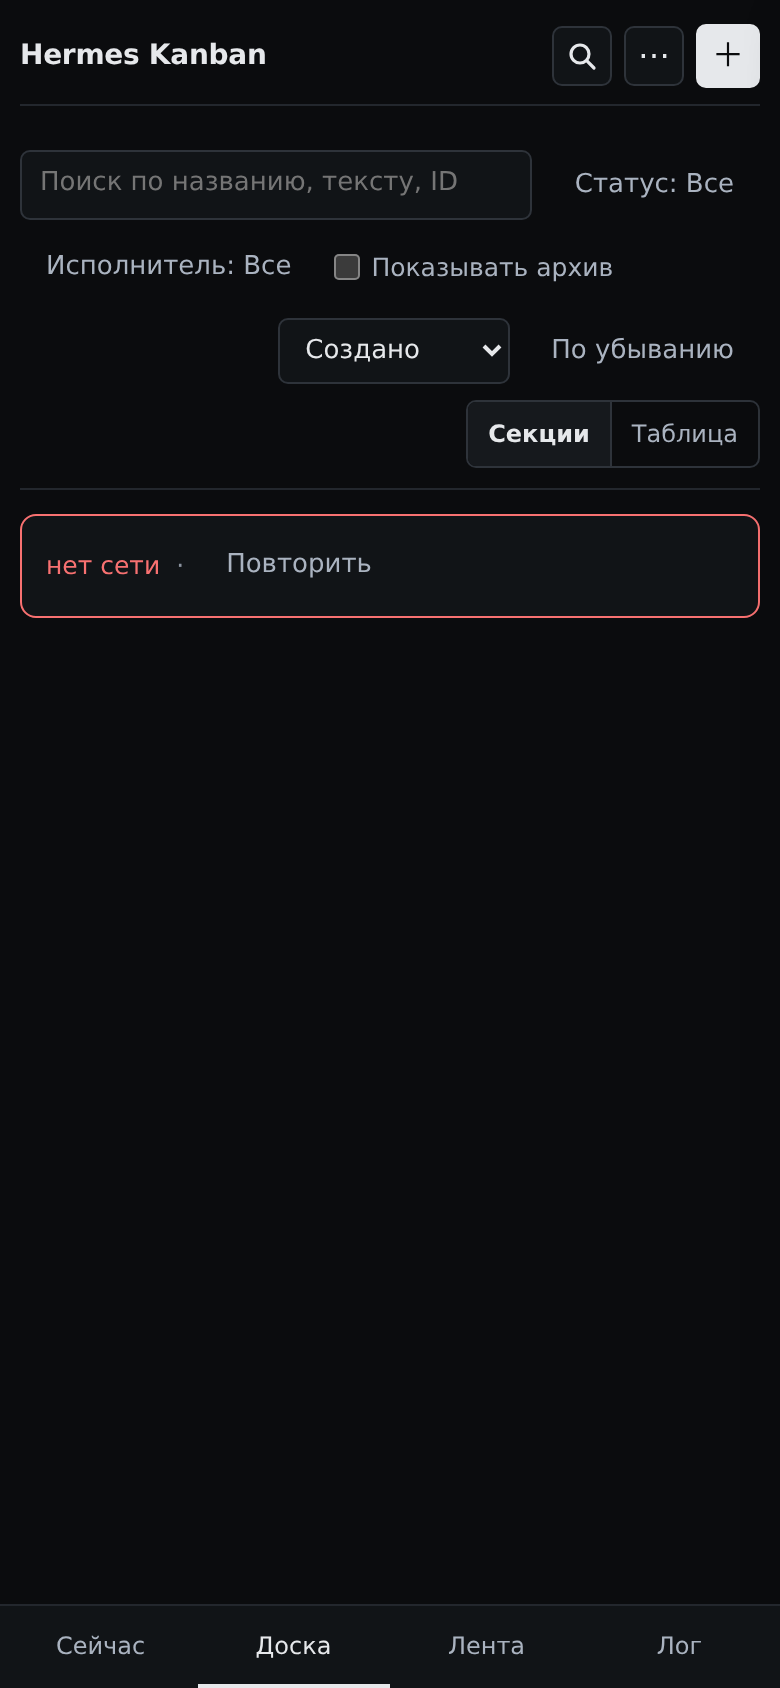 Hermes Kanban
Поиск по названию, тексту, ID
Статус: Все
Исполнитель: Все
Показывать архив
Создано
По убыванию
Секции
Таблица
нет сети · Повторить
Сейчас
Доска
Лента
Лог